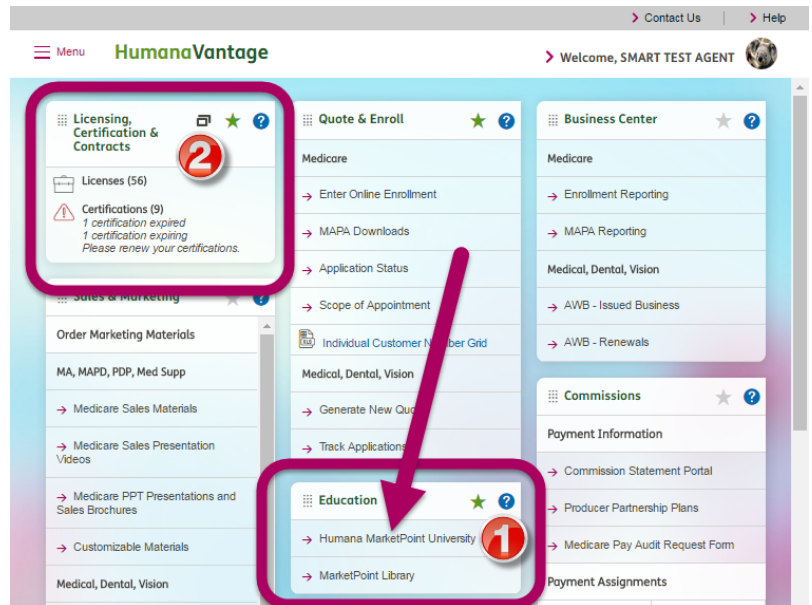 Contact Us
Help
Menu
HumanaVantage
Welcome, SMART TEST AGENT
Licensing,
Certification &
Contracts
2
Licenses (56)
Certifications (9)
1 certification expired
1 certification expiring
Please renew your certifications.
Sales & Marketing
Order Marketing Materials
MA, MAPD, PDP, Med Supp
Medicare Sales Materials
Medicare Sales Presentation
Videos
Medicare PPT Presentations and
Sales Brochures
Customizable Materials
Medical, Dental, Vision
Quote & Enroll
Medicare
Enter Online Enrollment
MAPA Downloads
Application Status
Scope of Appointment
Individual Customer Number Grid
Medical, Dental, Vision
Generate New Quote
Track Applications
Education
1
Humana MarketPoint University
MarketPoint Library
Business Center
Medicare
Enrollment Reporting
MAPA Reporting
Medical, Dental, Vision
AWB - Issued Business
AWB - Renewals
Commissions
Payment Information
Commission Statement Portal
Producer Partnership Plans
Medicare Pay Audit Request Form
Payment Assignments